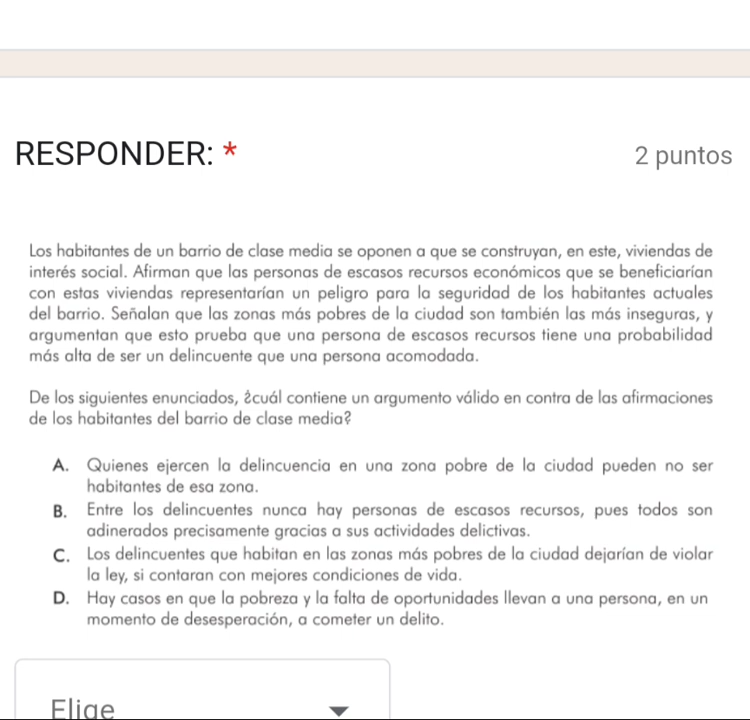 RESPONDER: *
2 puntos
Los habitantes de un barrio de clase media se oponen a que se construyan, en este, viviendas de
interés social. Afirman que las personas de escasos recursos económicos que se beneficiarían
con estas viviendas representarían un peligro para la seguridad de los habitantes actuales
del barrio. Señalan que las zonas más pobres de la ciudad son también las más inseguras, y
argumentan que esto prueba que una persona de escasos recursos tiene una probabilidad
más alta de ser un delincuente que una persona acomodada.
De los siguientes enunciados, ¿cuál contiene un argumento válido en contra de las afirmaciones
de los habitantes del barrio de clase media?
A. Quienes ejercen la delincuencia en una zona pobre de la ciudad pueden no ser
habitantes de esa zona.
B. Entre los delincuentes nunca hay personas de escasos recursos, pues todos son
adinerados precisamente gracias a sus actividades delictivas.
C. Los delincuentes que habitan en las zonas más pobres de la ciudad dejarían de violar
la ley, si contaran con mejores condiciones de vida.
D. Hay casos en que la pobreza y la falta de oportunidades llevan a una persona, en un
momento de desesperación, a cometer un delito.
Elige